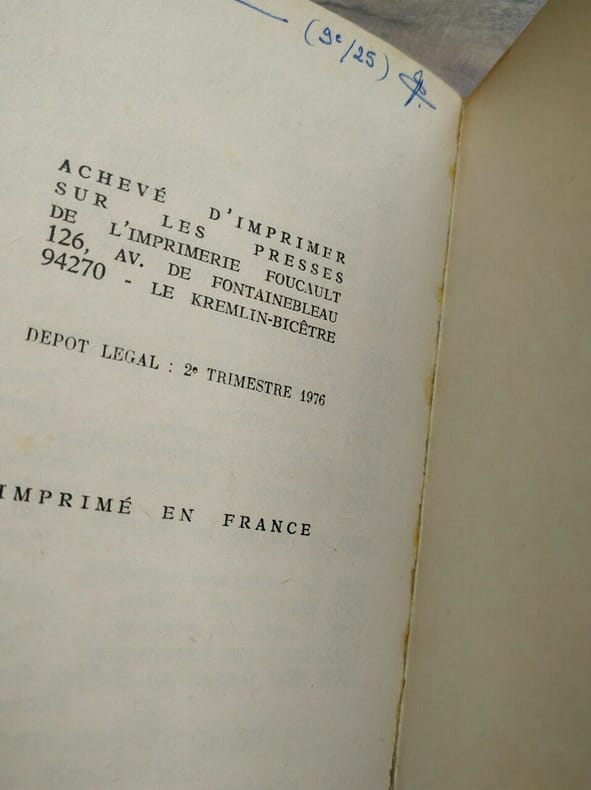 (9e/25)
ACHEVÉ D'IMPRIMER
SUR LES PRESSES
DE L'IMPRIMERIE FOUCAULT
126, AV. DE FONTAINEBLEAU
94270 - LE KREMLIN-BICÊTRE
DEPOT LEGAL : 2e TRIMESTRE 1976
IMPRIMÉ EN FRANCE